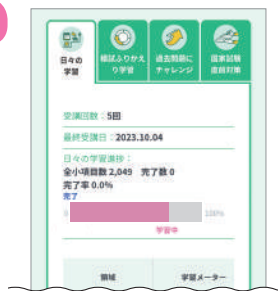 日々の
学習
模試ふりかえ
り学習
過去問題に
チャレンジ
国家試験
直前対策
受講回数：5回
最終受講日：2023.10.04
日々の学習進捗：
全小項目数 2,049　完了数 0
完了率 0.0%
完了
0
100%
学習中
領域
学習メーター